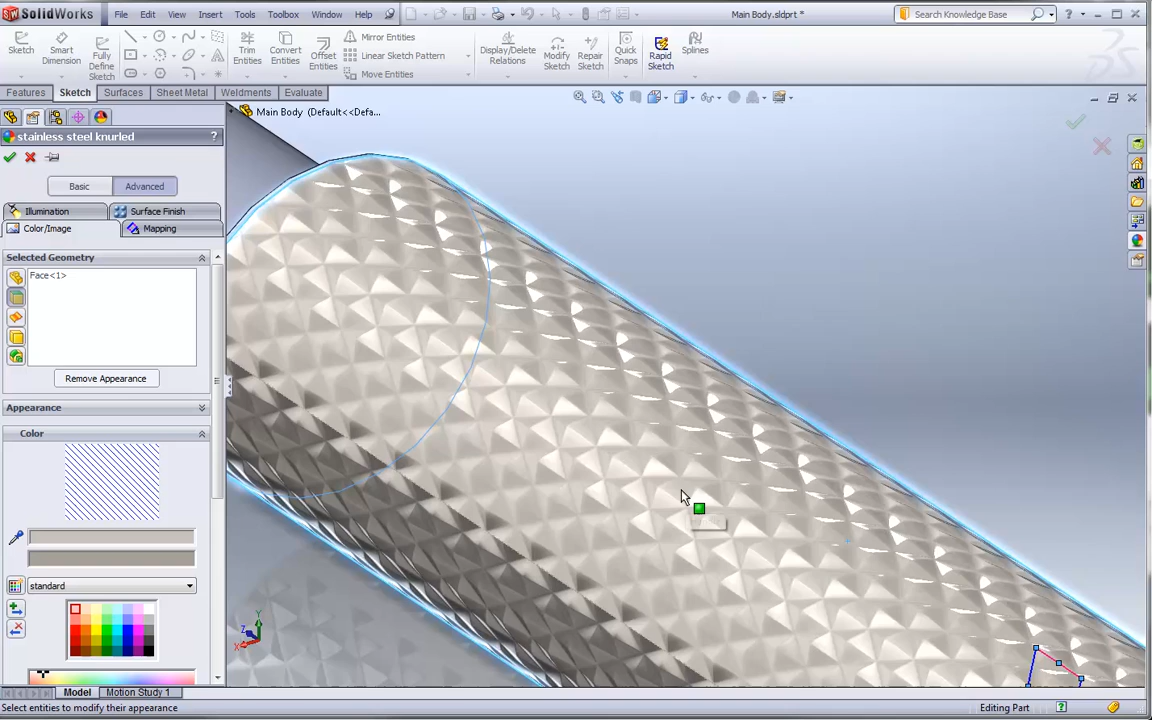 SolidWorks File Edit View Insert Tools Toolbox Window Help Main Body.sldprt * Search Knowledge Base ?
Sketch Smart Dimension Fully Define Sketch Trim Entities Convert Entities Offset Entities Mirror Entities Linear Sketch Pattern Move Entities Display/Delete Relations Modify Sketch Repair Sketch Quick Snaps Rapid Sketch Splines
Features Sketch Surfaces Sheet Metal Weldments Evaluate
Main Body (Default<<Defa...
stainless steel knurled ?
Basic Advanced
Illumination Surface Finish
Color/Image Mapping
Selected Geometry
Face<1>
Remove Appearance
Appearance
Color
standard
Y
Z
X
Model Motion Study 1
Select entities to modify their appearance Editing Part ?